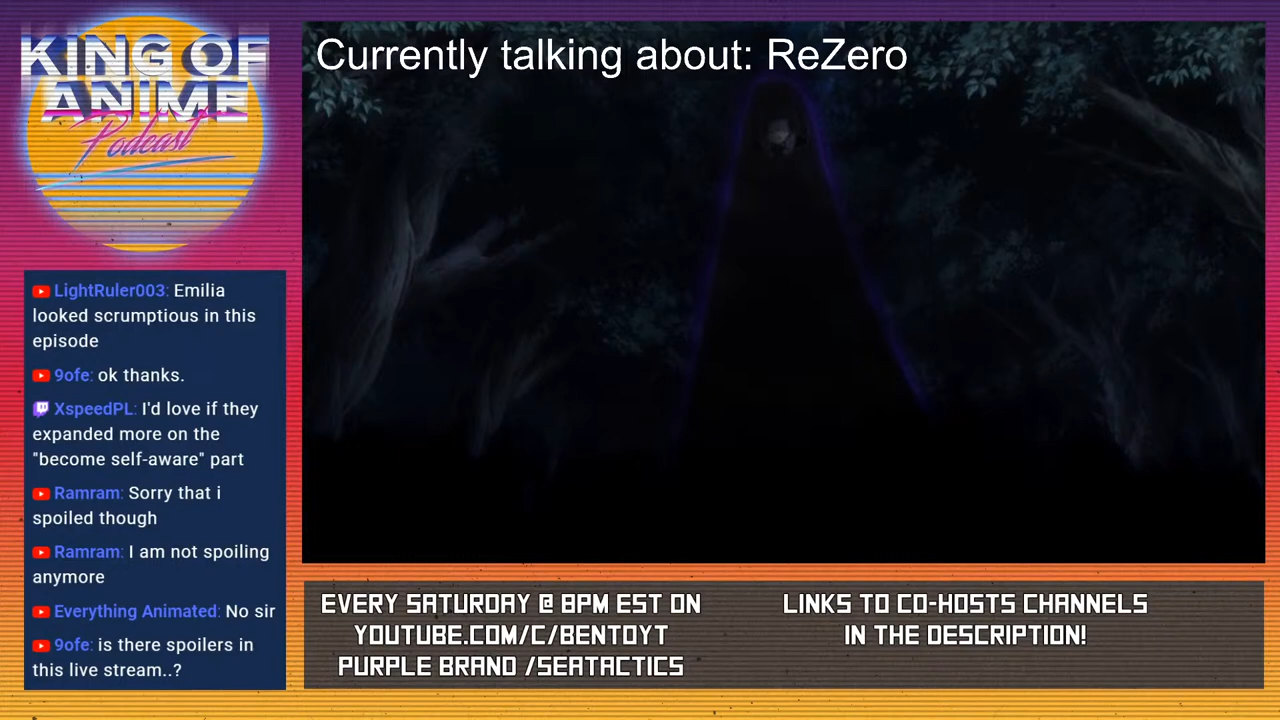 KING OF
ANIME
Podcast
Currently talking about: ReZero
LightRuler003: Emilia
looked scrumptious in this
episode
9ofe: ok thanks.
XspeedPL: I'd love if they
expanded more on the
"become self-aware" part
Ramram: Sorry that i
spoiled though
Ramram: I am not spoiling
anymore
Everything Animated: No sir
9ofe: is there spoilers in
this live stream..?
EVERY SATURDAY @ 8PM EST ON
YOUTUBE.COM/C/BENTOYT
PURPLE BRAND /SEATACTICS
LINKS TO CO-HOSTS CHANNELS
IN THE DESCRIPTION!